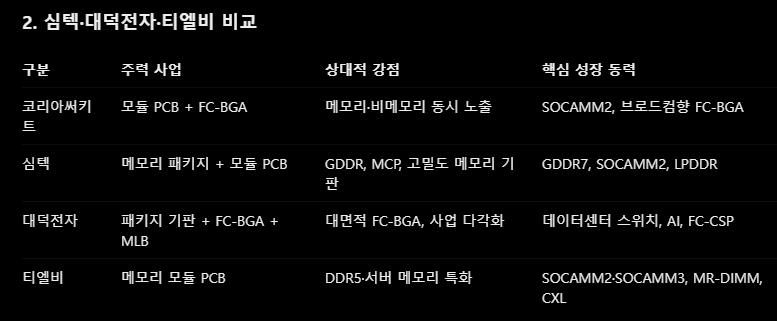 2. 심텍·대덕전자·티엘비 비교
구분 주력 사업 상대적 강점 핵심 성장 동력
코리아써키트 모듈 PCB + FC-BGA 메모리·비메모리 동시 노출 SOCAMM2, 브로드컴향 FC-BGA
심텍 메모리 패키지 + 모듈 PCB GDDR, MCP, 고밀도 메모리 기판 GDDR7, SOCAMM2, LPDDR
대덕전자 패키지 기판 + FC-BGA + MLB 대면적 FC-BGA, 사업 다각화 데이터센터 스위치, AI, FC-CSP
티엘비 메모리 모듈 PCB DDR5·서버 메모리 특화 SOCAMM2·SOCAMM3, MR-DIMM, CXL